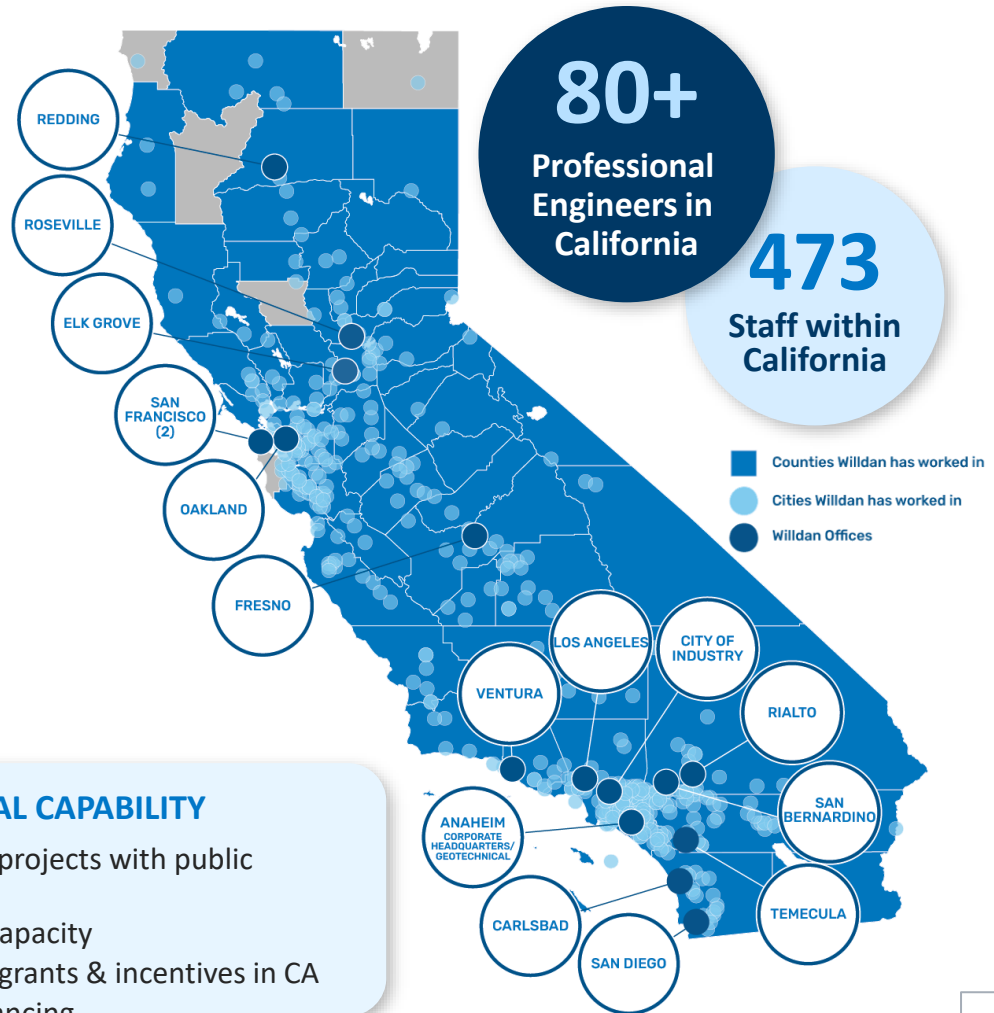 80+
Professional
Engineers in
California
473
Staff within
California
Counties Willdan has worked in
Cities Willdan has worked in
Willdan Offices
REDDING
ROSEVILLE
ELK GROVE
SAN
FRANCISCO
(2)
OAKLAND
FRESNO
LOS ANGELES
CITY OF
INDUSTRY
VENTURA
RIALTO
SAN
BERNARDINO
ANAHEIM
CORPORATE
HEADQUARTERS/
GEOTECHNICAL
TEMECULA
CARLSBAD
SAN DIEGO
AL CAPABILITY
projects with public
apacity
grants & incentives in CA
ancing